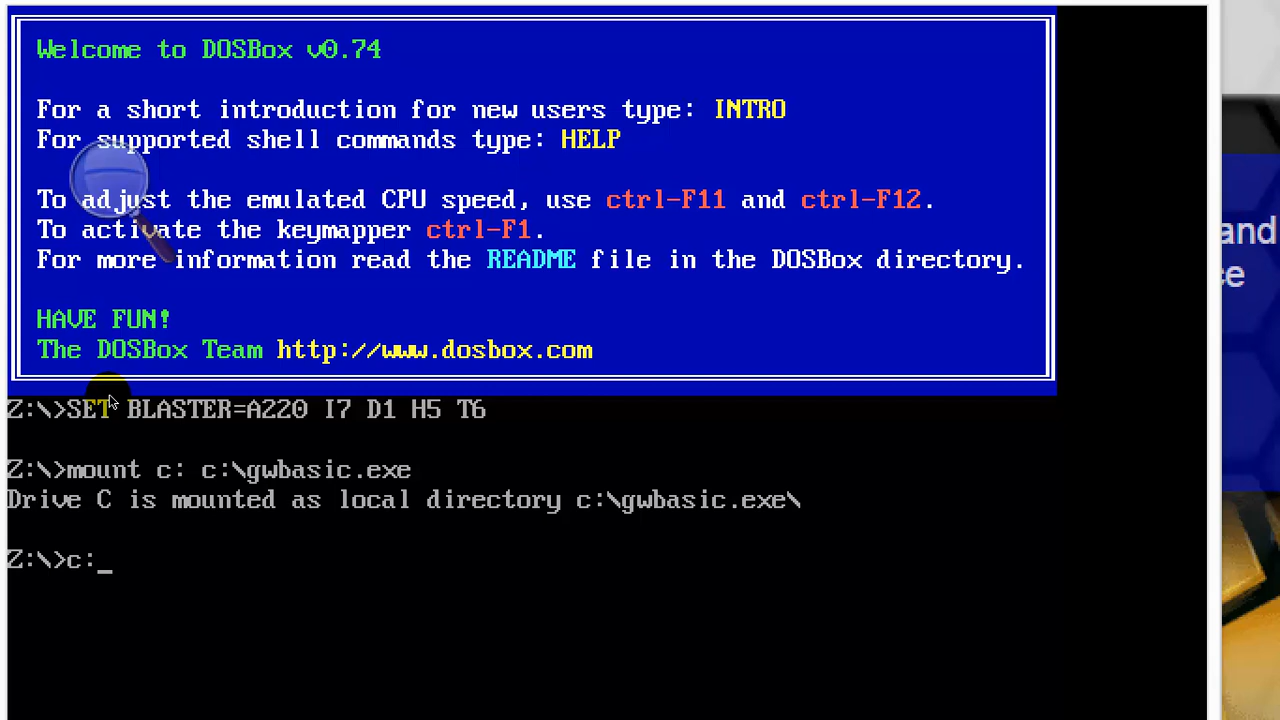 Welcome to DOSBox v0.74
For a short introduction for new users type: INTRO
For supported shell commands type: HELP
To adjust the emulated CPU speed, use ctrl-F11 and ctrl-F12.
To activate the keymapper ctrl-F1.
For more information read the README file in the DOSBox directory.
HAVE FUN!
The DOSBox Team http://www.dosbox.com
Z:\>SET BLASTER=A220 I7 D1 H5 T6
Z:\>mount c: c:\gwbasic.exe
Drive C is mounted as local directory c:\gwbasic.exe\
Z:\>c:_
and